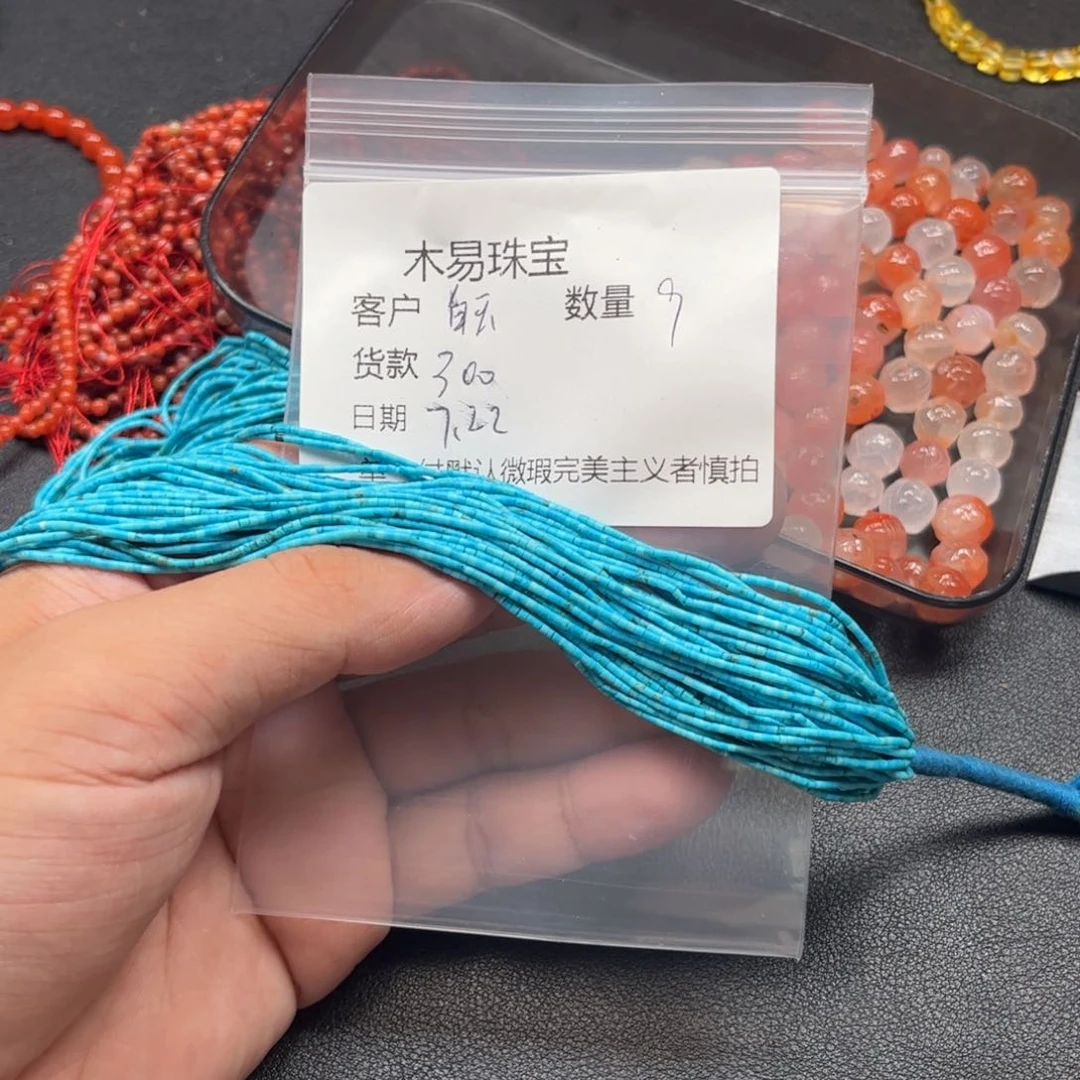 木易珠宝
客户 数量
货款 300
日期 7.22
付默认微瑕完美主义者慎拍